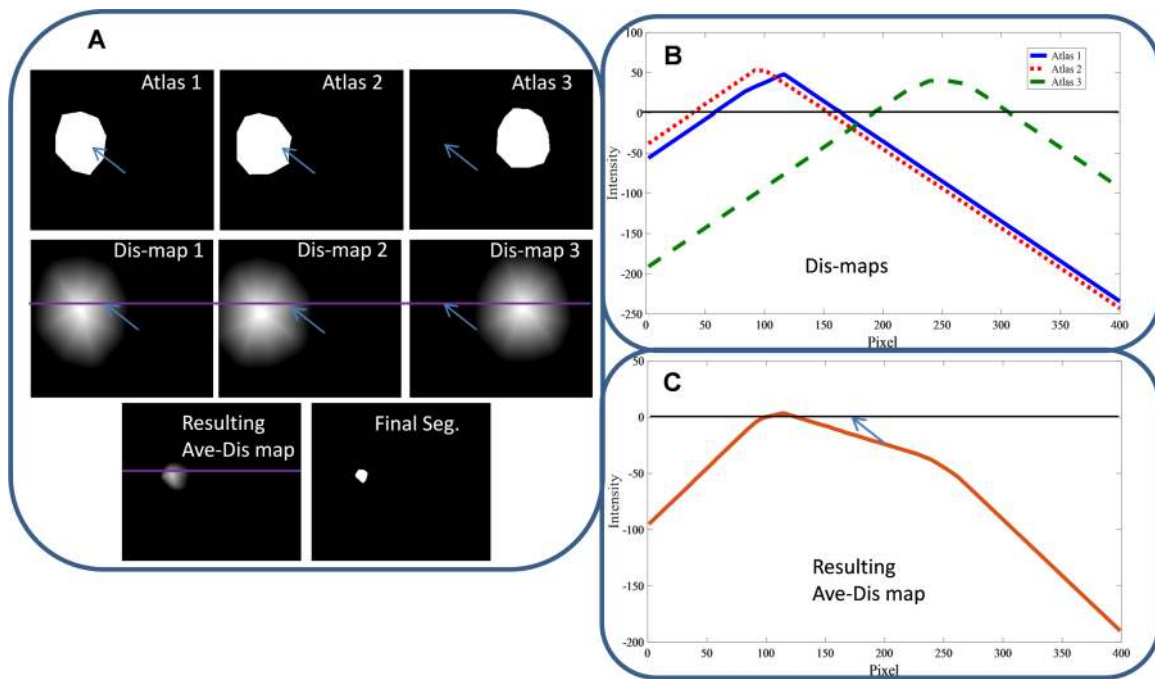 A
Atlas 1
Atlas 2
Atlas 3
Dis-map 1
Dis-map 2
Dis-map 3
Resulting
Ave-Dis map
Final Seg.
B
Atlas 1
Atlas 2
Atlas 3
100
50
0
-50
-100
-150
-200
-250
Intensity
Dis-maps
0
50
100
150
200
250
300
350
400
Pixel
C
50
0
-50
-100
-150
-200
Intensity
Resulting
Ave-Dis map
0
50
100
150
200
250
300
350
400
Pixel